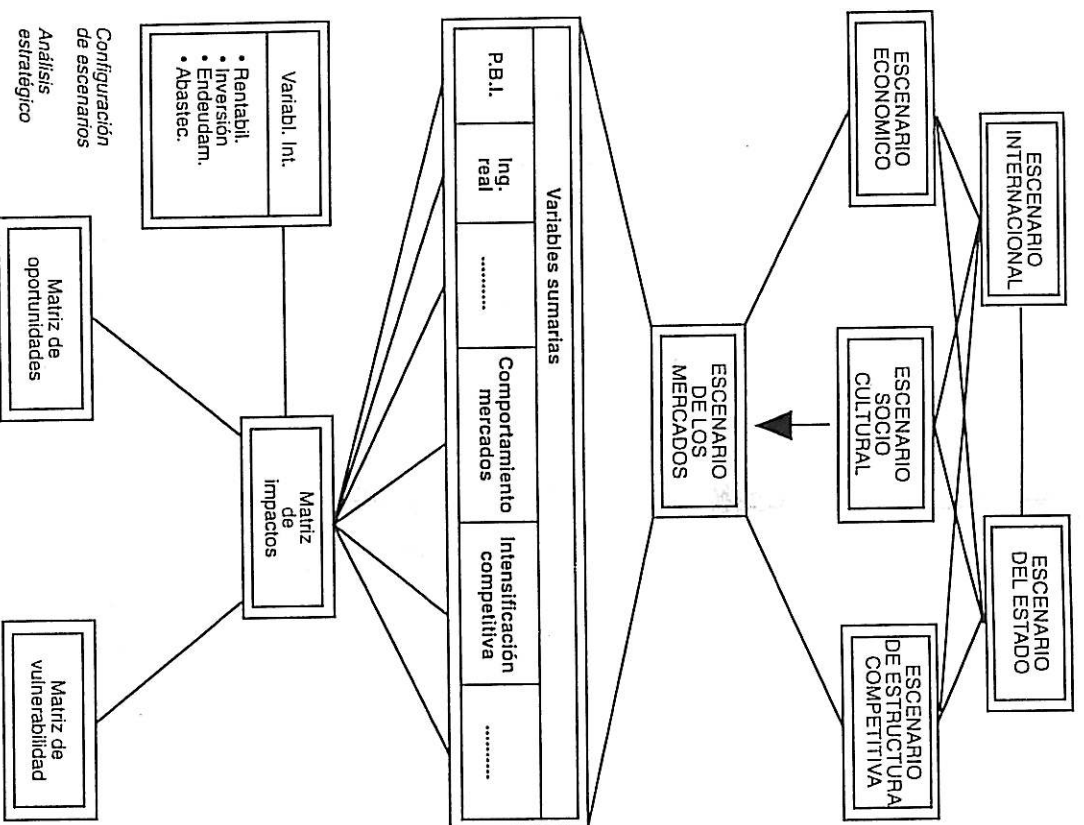 ESCENARIO
INTERNACIONAL
ESCENARIO
DEL ESTADO
ESCENARIO
ECONOMICO
ESCENARIO
SOCIO
CULTURAL
ESCENARIO
DE ESTRUCTURA
COMPETITIVA
ESCENARIO
DE LOS
MERCADOS
Variables sumarias
P.B.I.
Ing.
real
..........
Comportamiento
mercados
Intensificación
competitiva
..........
Variabl. Int.
• Rentabil.
• Inversión
• Endeudam.
• Abastec.
Matriz
de
impactos
Configuración
de escenarios
Análisis
estratégico
Matriz de
oportunidades
Matriz de
vulnerabilidad